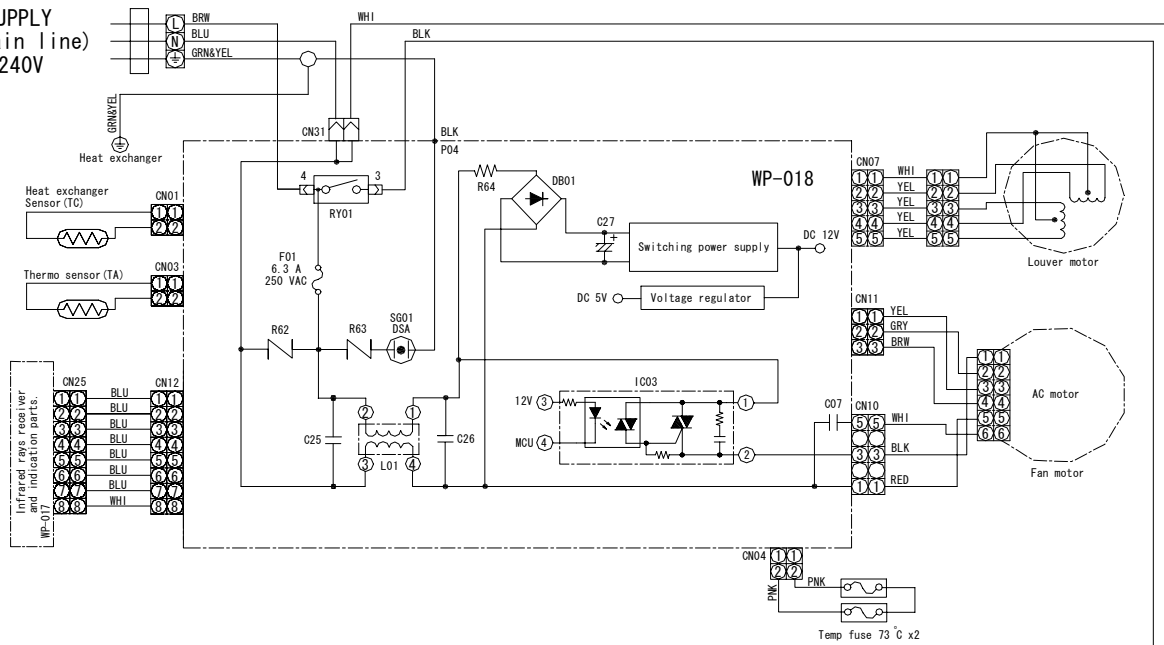 UPPLY
in line)
240V
L
N
BRW
BLU
GRN&YEL
WHI
BLK
GRN&YEL
Heat exchanger
CN31
BLK
P04
4
3
RY01
R64
DB01
WP-018
C27
+
Switching power supply
DC 12V
DC 5V
Voltage regulator
Heat exchanger
Sensor(TC)
CN01
1 1
2 2
Thermo sensor(TA)
CN03
1 1
2 2
F01
6.3 A
250 VAC
R62
R63
SG01
DSA
CN07
1 1 WHI 1 1
2 2 YEL 2 2
3 3 YEL 3 3
4 4 YEL 4 4
5 5 YEL 5 5
Louver motor
CN11
1 1 YEL
2 2 GRY
3 3 BRW
1 1
2 2
3 3
4 4
5 5
6 6
AC motor
Fan motor
Infrared rays receiver
and indication parts.
WP-017
CN25
CN12
1 1 BLU 1 1
2 2 BLU 2 2
3 3 BLU 3 3
4 4 BLU 4 4
5 5 BLU 5 5
6 6 BLU 6 6
7 7 BLU 7 7
8 8 WHI 8 8
C25
2
1
3
4
L01
C26
IC03
12V
3
MCU
4
1
2
C07
CN10
5 5 WHI
3 3 BLK
1 1 RED
CN04
1 1
2 2
PNK
PNK
Temp fuse 73°C x2